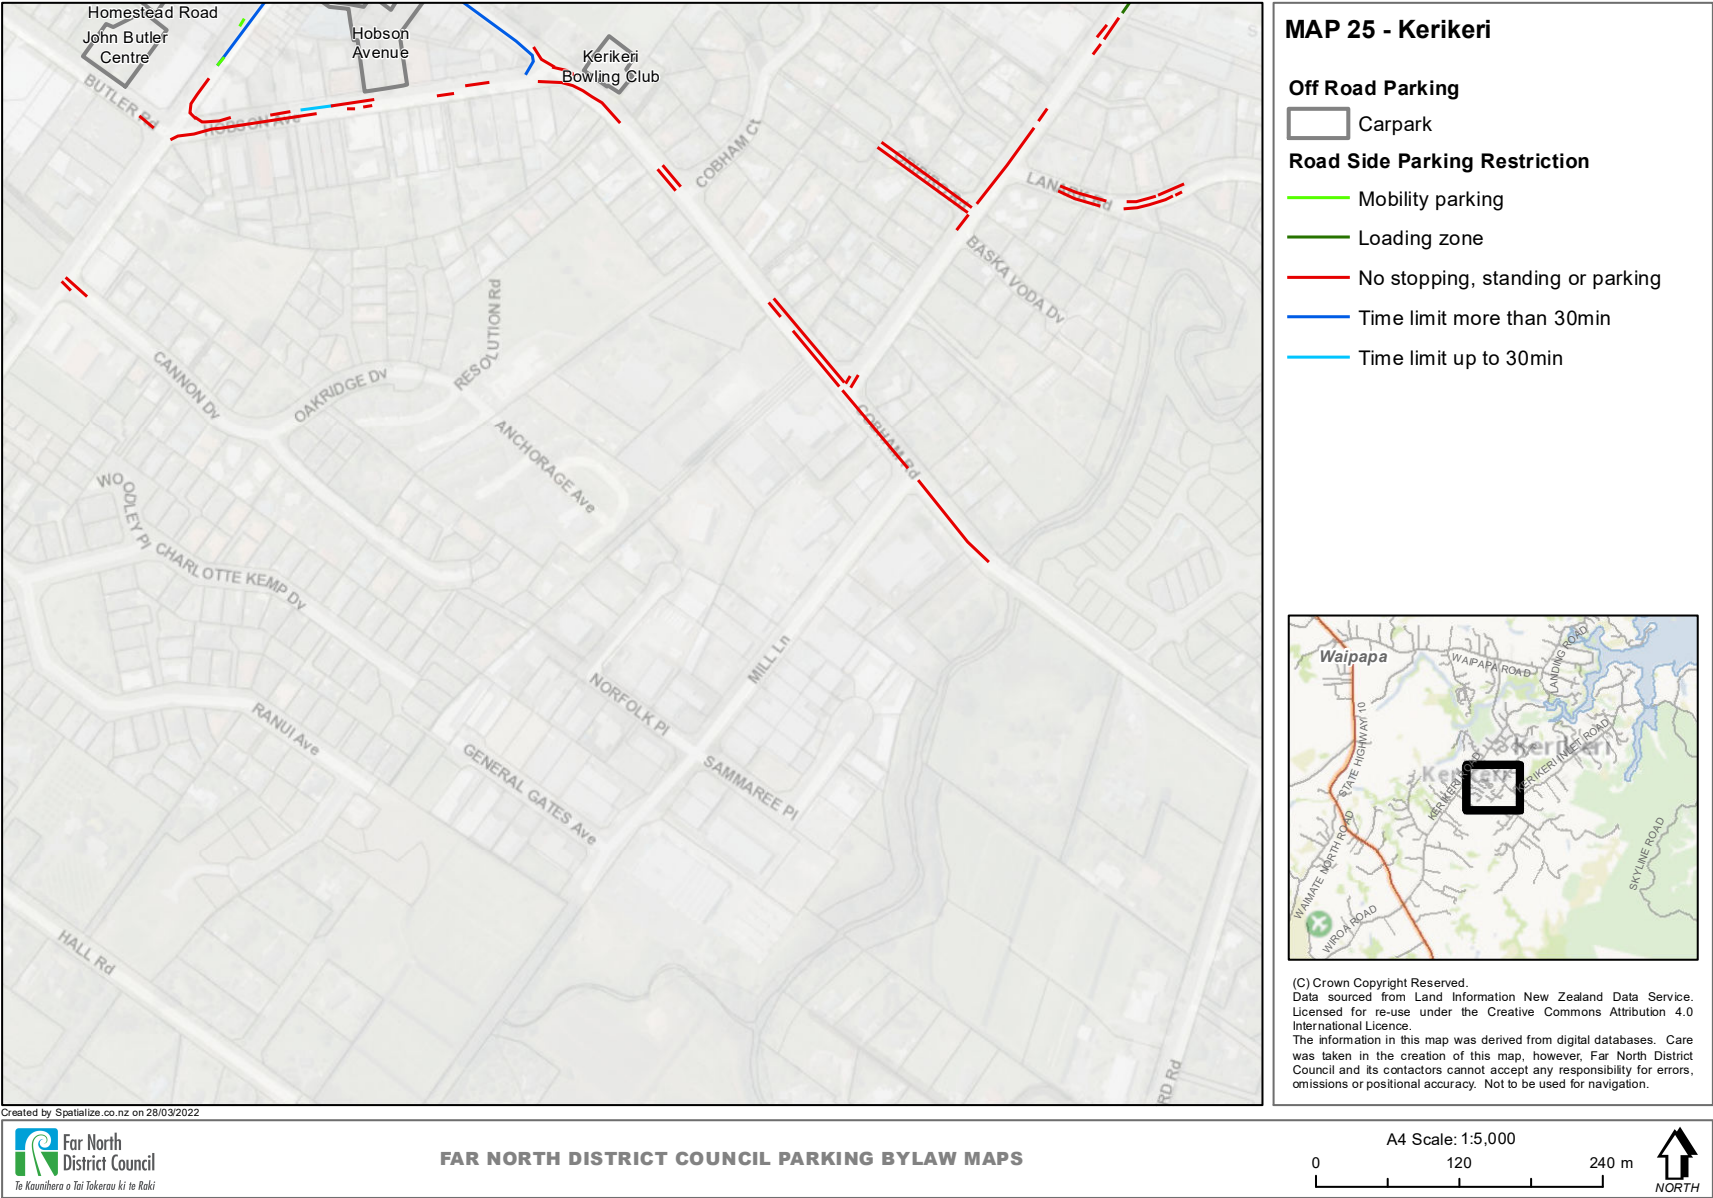 Homestead Road
John Butler
Centre
Hobson
Avenue
Kerikeri
Bowling Club
BUTLER Rd
HOBSON Ave
COBHAM Ct
LANDOR Rd
BASKA VODA Dv
RESOLUTION Rd
CANNON Dv
OAKRIDGE Dv
ANCHORAGE Ave
COBHAM Rd
WOODLEY Pl
CHARLOTTE KEMP Dv
MILL Ln
NORFOLK Pl
RANUI Ave
GENERAL GATES Ave
SAMMAREE Pl
HALL Rd
RD Rd
Created by Spatialize.co.nz on 28/03/2022
MAP 25 - Kerikeri
Off Road Parking
Carpark
Road Side Parking Restriction
Mobility parking
Loading zone
No stopping, standing or parking
Time limit more than 30min
Time limit up to 30min
Waipapa
WAIPAPA ROAD
LANDING ROAD
STATE HIGHWAY 10
Kerikeri
Kerikeri
KERIKERI ROAD
KERIKERI INLET ROAD
WAIMATE NORTH ROAD
WIROA ROAD
SKYLINE ROAD
(C) Crown Copyright Reserved.
Data sourced from Land Information New Zealand Data Service.
Licensed for re-use under the Creative Commons Attribution 4.0
International Licence.
The information in this map was derived from digital databases. Care
was taken in the creation of this map, however, Far North District
Council and its contactors cannot accept any responsibility for errors,
omissions or positional accuracy. Not to be used for navigation.
Far North
District Council
Te Kaunihera o Tai Tokerau ki te Raki
FAR NORTH DISTRICT COUNCIL PARKING BYLAW MAPS
A4 Scale: 1:5,000
0 120 240 m
NORTH